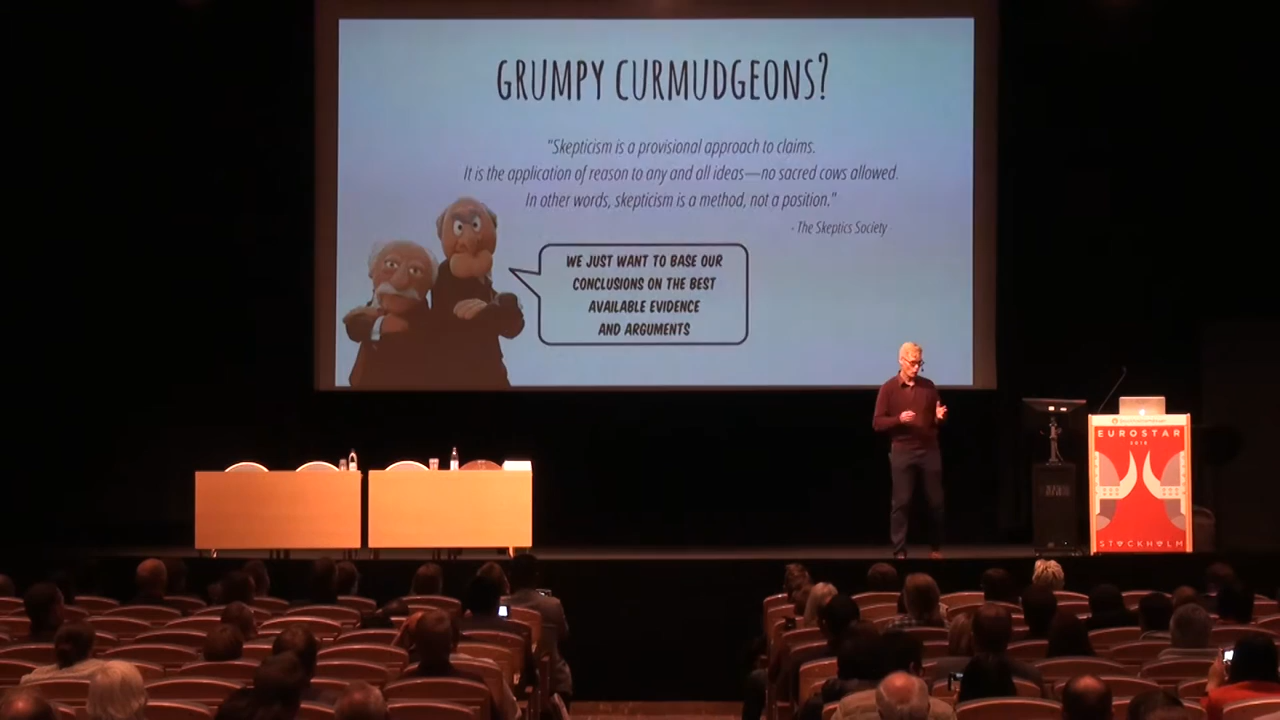 GRUMPY CURMUDGEONS?
"Skepticism is a provisional approach to claims.
It is the application of reason to any and all ideas—no sacred cows allowed.
In other words, skepticism is a method, not a position."
- The Skeptics Society
WE JUST WANT TO BASE OUR
CONCLUSIONS ON THE BEST
AVAILABLE EVIDENCE
AND ARGUMENTS
EUROSTAR
STOCKHOLM